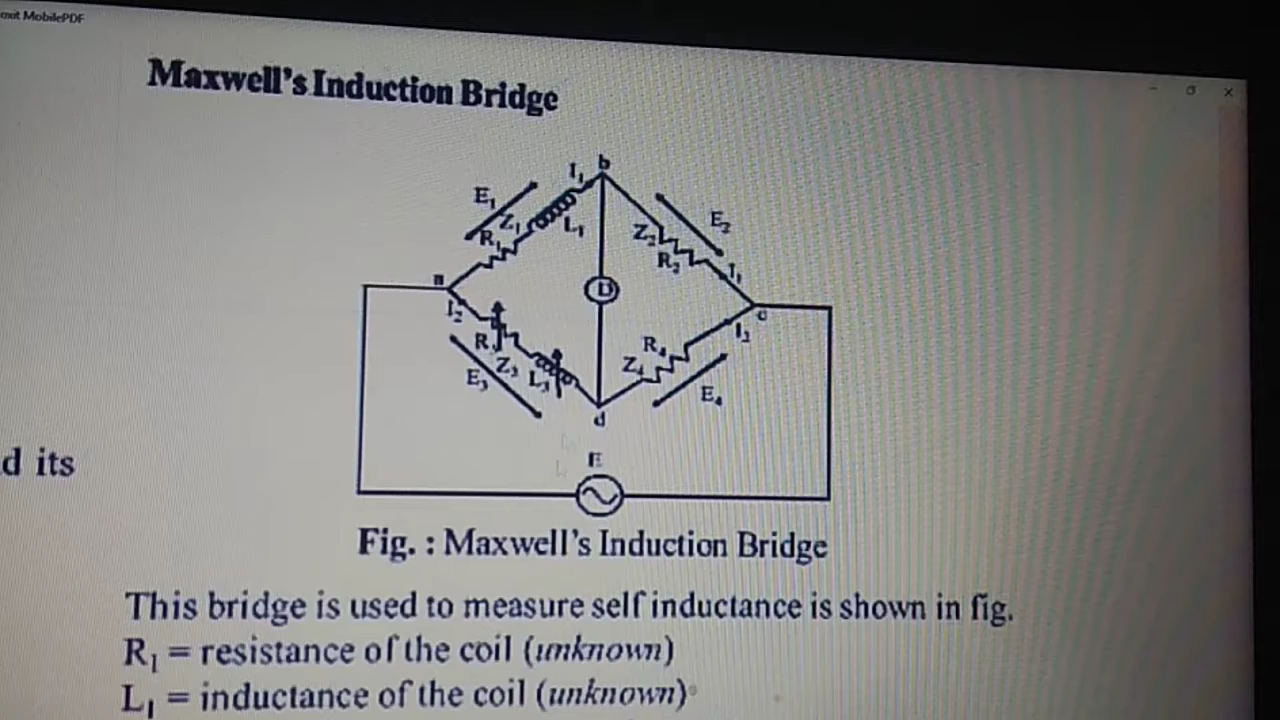 MobilePDF
Maxwell's Induction Bridge
b
I₁
E₁
Z₁
L₁
R₁
E₂
Z₂
R₂
I₁
a
D
c
I₂
R
Z₃
L₃
E₃
R₄
Z₄
I₂
E₄
d
E
d its
Fig. : Maxwell's Induction Bridge
This bridge is used to measure self inductance is shown in fig.
R₁ = resistance of the coil (unknown)
L₁ = inductance of the coil (unknown)